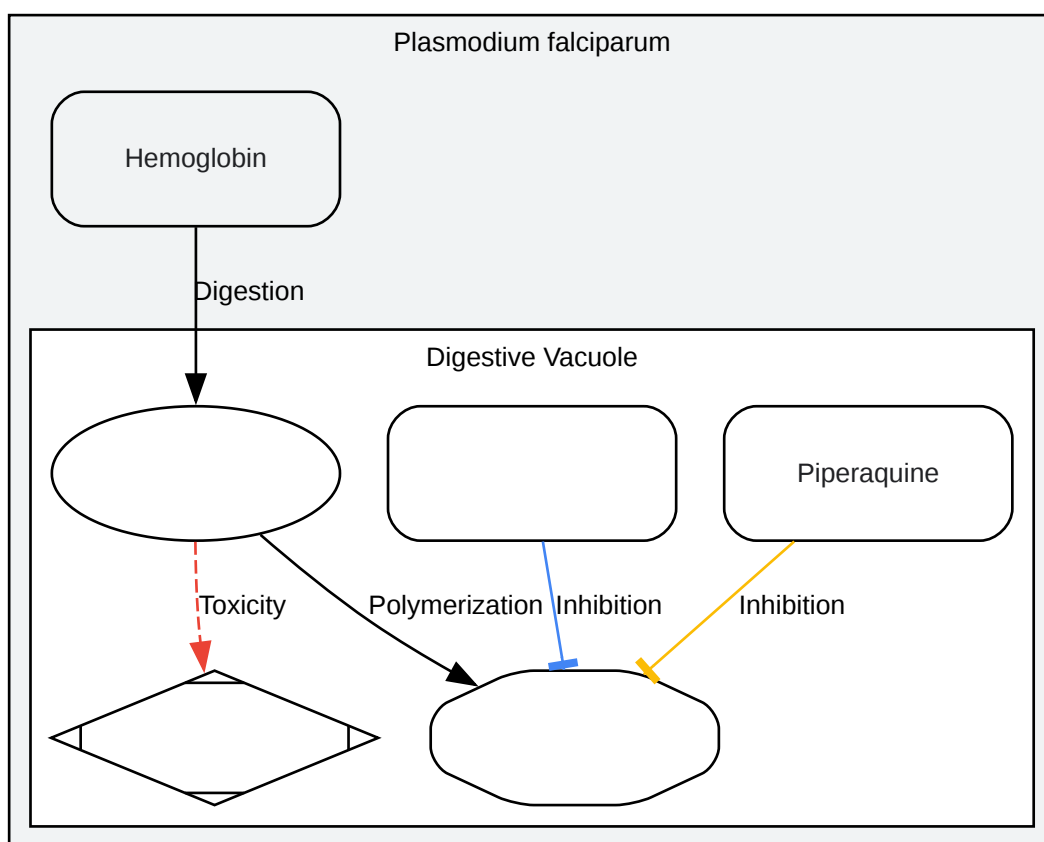 Plasmodium falciparum
Hemoglobin
Digestion
Digestive Vacuole
Piperaquine
Toxicity
Polymerization
Inhibition
Inhibition